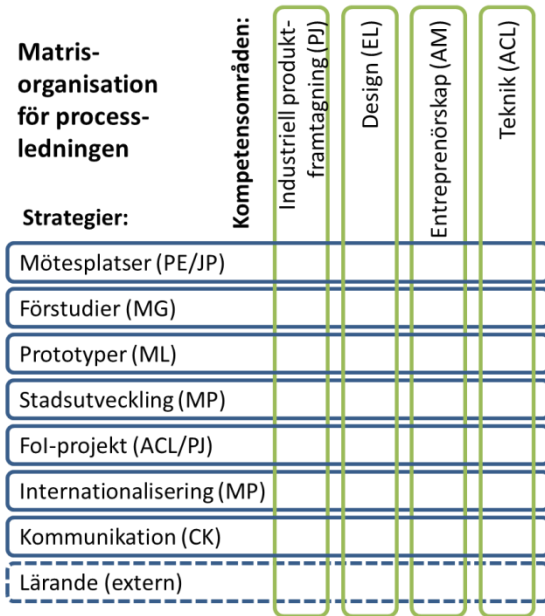 Matris-
organisation
för process-
ledningen
Strategier:
Kompetensområden:
Industriell produkt-
framtagning (PJ)
Design (EL)
Entreprenörskap (AM)
Teknik (ACL)
Mötesplatser (PE/JP)
Förstudier (MG)
Prototyper (ML)
Stadsutveckling (MP)
FoI-projekt (ACL/PJ)
Internationalisering (MP)
Kommunikation (CK)
Lärande (extern)